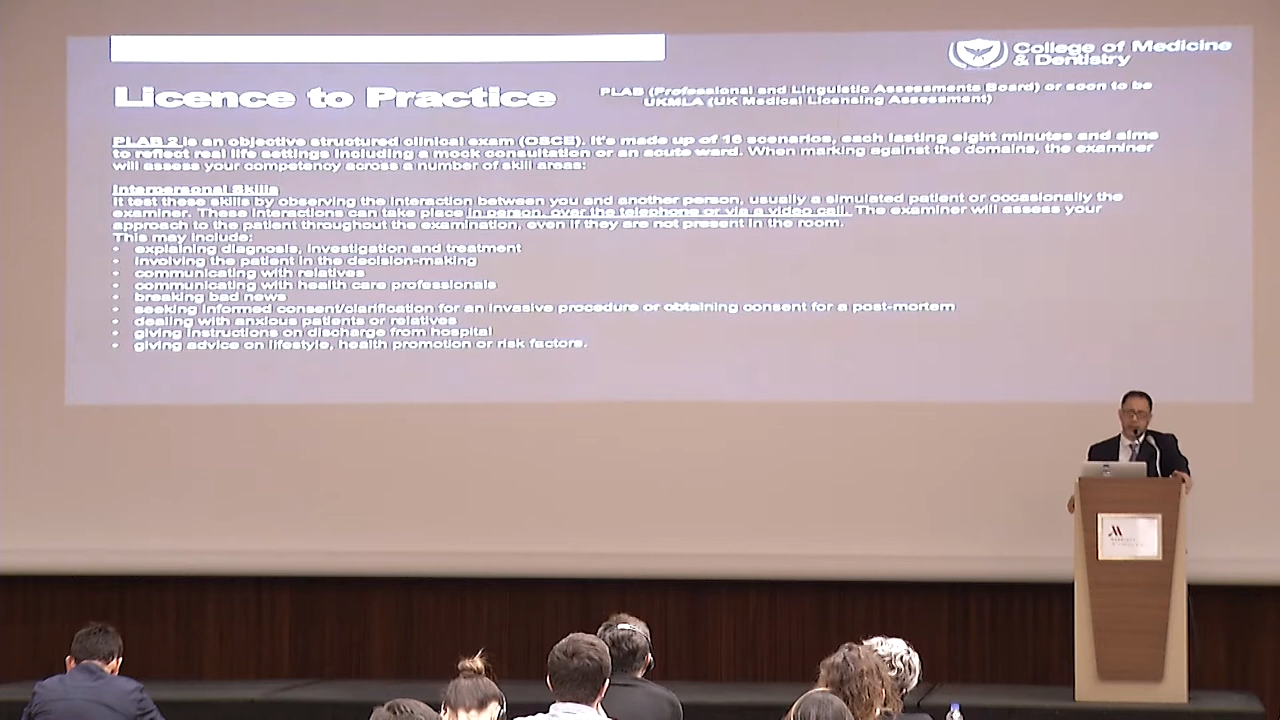 College of Medicine
& Dentistry
Licence to Practice
PLAB (Professional and Linguistic Assessments Board) or soon to be
UKMLA (UK Medical Licensing Assessment)
PLAB 2 is an objective structured clinical exam (OSCE). It's made up of 16 scenarios, each lasting eight minutes and aims
to reflect real life settings including a mock consultation or an acute ward. When marking against the domains, the examiner
will assess your competency across a number of skill areas:
Interpersonal Skills
It test these skills by observing the interaction between you and another person, usually a simulated patient or occasionally the
examiner. These interactions can take place in person, over the telephone or via a video call. The examiner will assess your
approach to the patient throughout the examination, even if they are not present in the room.
This may include:
• explaining diagnosis, investigation and treatment
• involving the patient in the decision-making
• communicating with relatives
• communicating with health care professionals
• breaking bad news
• seeking informed consent/clarification for an invasive procedure or obtaining consent for a post-mortem
• dealing with anxious patients or relatives
• giving instructions on discharge from hospital
• giving advice on lifestyle, health promotion or risk factors.